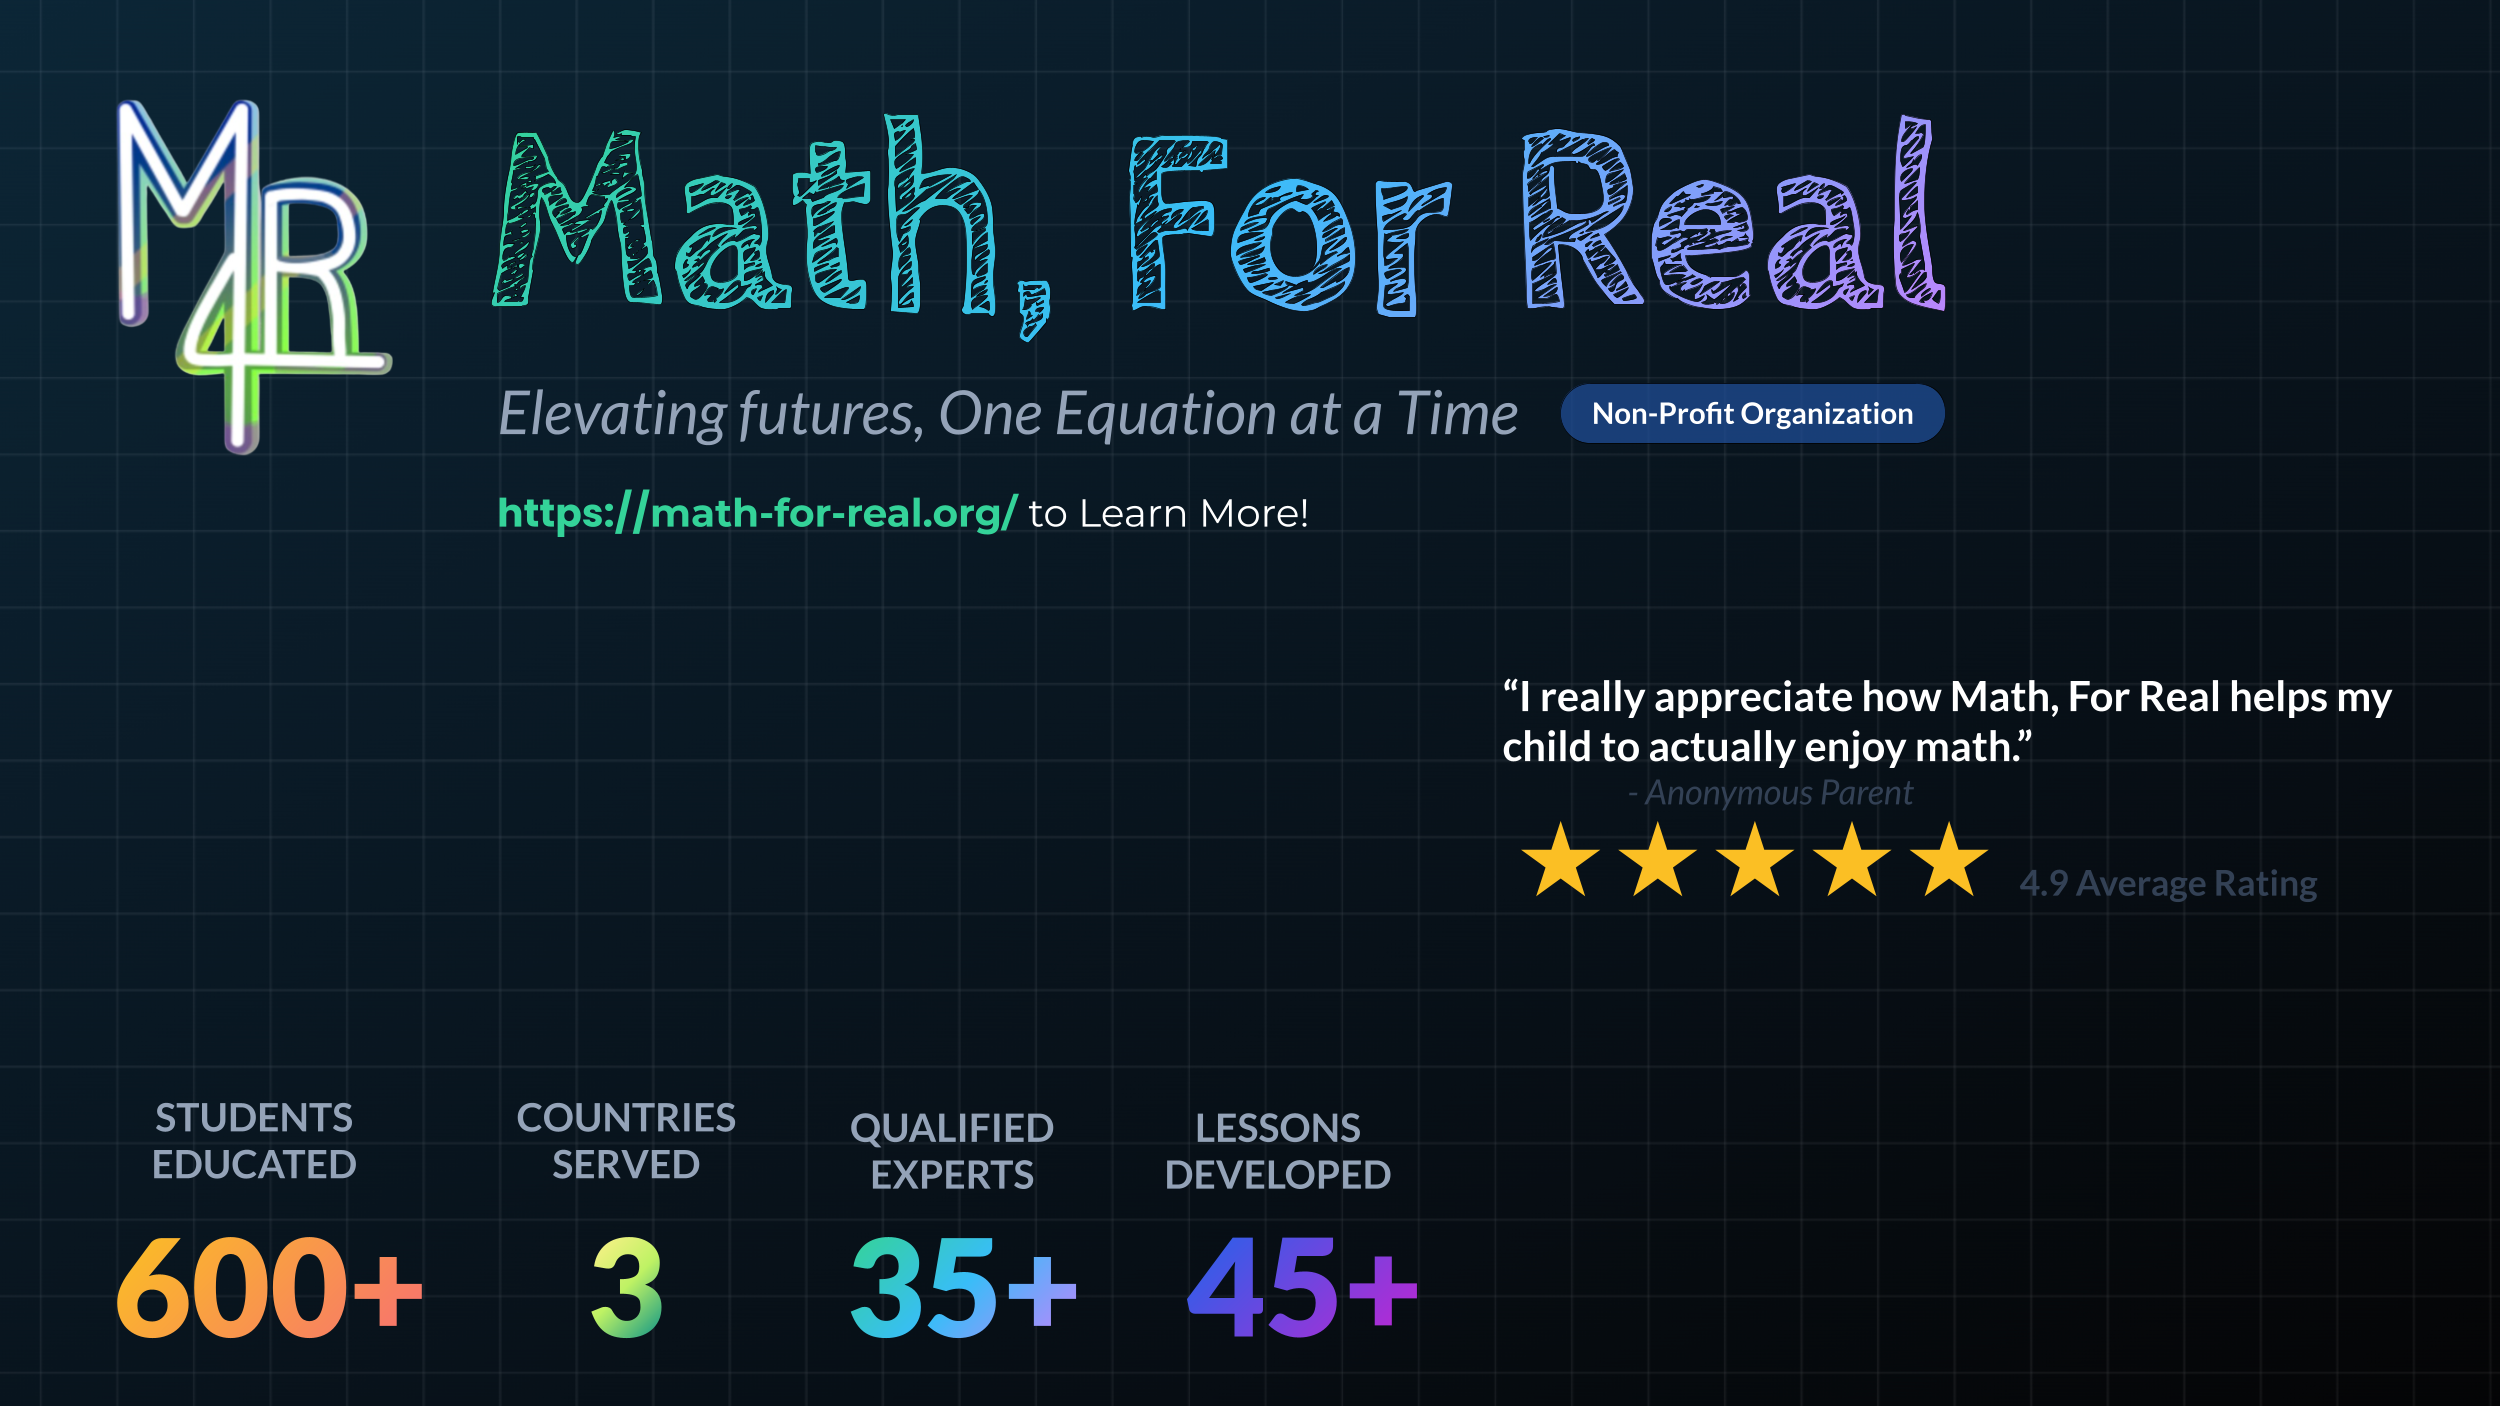 M4R
Math, For Real
Elevating futures, One Equation at a Time
Non-Profit Organization
https://math-for-real.org/ to Learn More!
“I really appreciate how Math, For Real helps my
child to actually enjoy math.”
- Anonymous Parent
4.9 Average Rating
STUDENTS
EDUCATED
600+
COUNTRIES
SERVED
3
QUALIFIED
EXPERTS
35+
LESSONS
DEVELOPED
45+